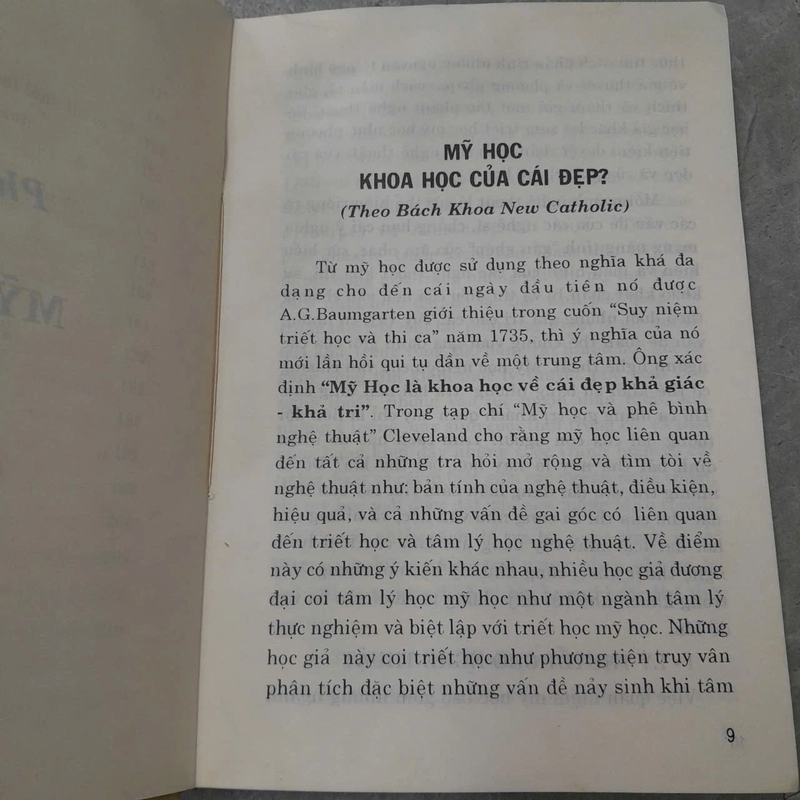 MỸ HỌC
KHOA HỌC CỦA CÁI ĐẸP?
(Theo Bách Khoa New Catholic)
Từ mỹ học được sử dụng theo nghĩa khá đa
dạng cho đến cái ngày đầu tiên nó được
A.G.Baumgarten giới thiệu trong cuốn “Suy niệm
triết học và thi ca” năm 1735, thì ý nghĩa của nó
mới lần hồi qui tụ dần về một trung tâm. Ông xác
định “Mỹ Học là khoa học về cái đẹp khả giác
- khả tri”. Trong tạp chí “Mỹ học và phê bình
nghệ thuật” Cleveland cho rằng mỹ học liên quan
đến tất cả những tra hỏi mở rộng và tìm tòi về
nghệ thuật như: bản tính của nghệ thuật, điều kiện,
hiệu quả, và cả những vấn đề gai góc có liên quan
đến triết học và tâm lý học nghệ thuật. Về điểm
này có những ý kiến khác nhau, nhiều học giả đương
đại coi tâm lý học mỹ học như một ngành tâm lý
thực nghiệm và biệt lập với triết học mỹ học. Những
học giả này coi triết học như phương tiện truy vân
phân tích đặc biệt những vấn đề nảy sinh khi tâm
9